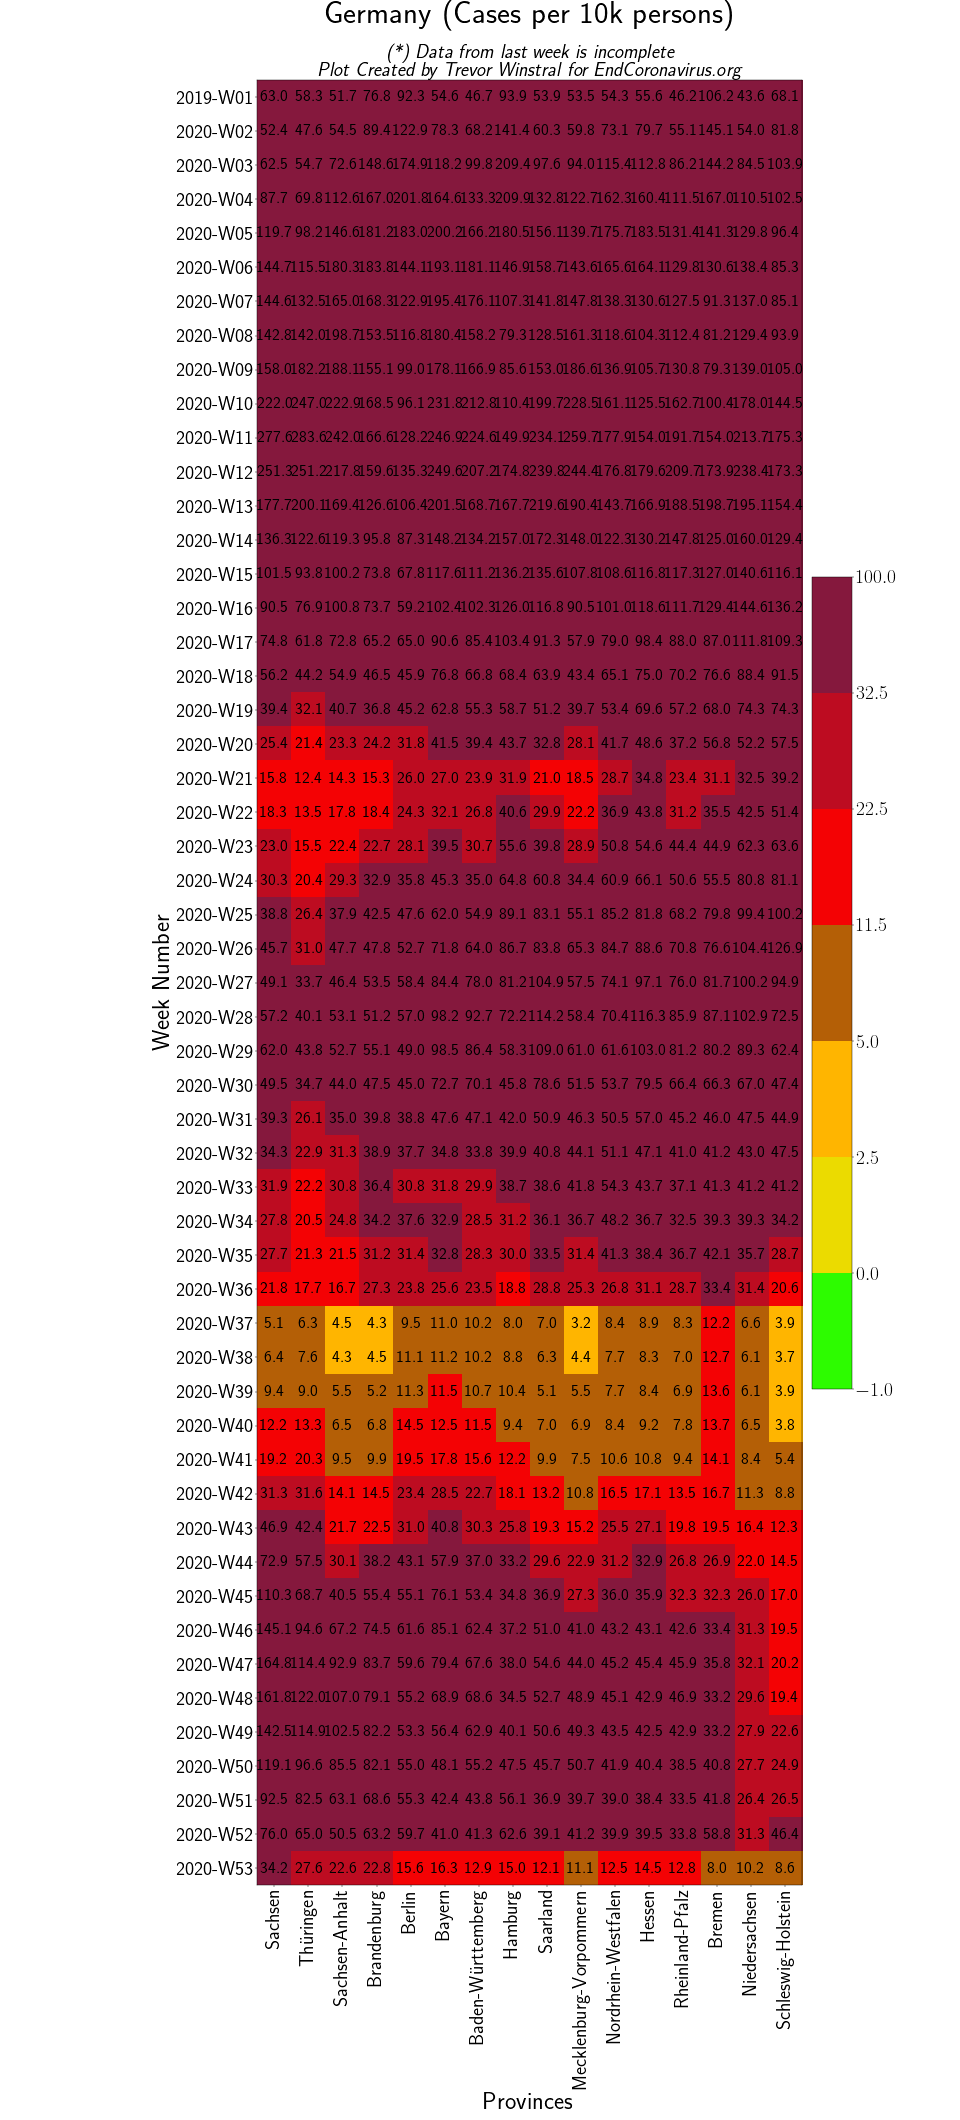 Germany (Cases per 10k persons)
(*) Data from last week is incomplete
Plot Created by Trevor Winstral for EndCoronavirus.org
2019-W01 63.0 58.3 51.7 76.8 92.3 54.6 46.7 93.9 53.9 53.5 54.3 55.6 46.2 106.2 43.6 68.1
2020-W02 52.4 47.6 54.5 89.4 122.9 78.3 68.2 141.4 60.3 59.8 73.1 79.7 55.1 145.1 54.0 81.8
2020-W03 62.5 54.7 72.6 148.6 174.9 118.2 99.8 209.4 97.6 94.0 115.4 112.8 86.2 144.2 84.5 103.9
2020-W04 87.7 69.8 112.6 167.0 201.8 164.6 133.3 209.9 132.8 122.7 162.3 160.4 111.5 167.0 110.5 102.5
2020-W05 119.7 98.2 146.6 181.2 183.0 200.2 166.2 180.5 156.1 139.7 175.7 183.5 131.4 141.3 129.8 96.4
2020-W06 144.7 115.5 180.3 183.8 144.1 193.1 181.1 146.9 158.7 143.6 165.6 164.1 129.8 130.6 138.4 85.3
2020-W07 144.6 132.5 165.0 168.3 122.9 195.4 176.1 107.3 141.8 147.8 138.3 130.6 127.5 91.3 137.0 85.1
2020-W08 142.8 142.0 198.7 153.5 116.8 180.4 158.2 79.3 128.5 161.3 118.6 104.3 112.4 81.2 129.4 93.9
2020-W09 158.0 182.2 188.1 155.1 99.0 178.1 166.9 85.6 153.0 186.6 136.9 105.7 130.8 79.3 139.0 105.0
2020-W10 222.0 247.0 222.9 168.5 96.1 231.8 212.8 110.4 199.7 228.5 161.1 125.5 162.7 100.4 178.0 144.5
2020-W11 277.6 283.6 242.0 166.6 128.2 246.9 224.6 149.9 234.1 259.7 177.9 154.0 191.7 154.0 213.7 175.3
2020-W12 251.3 251.2 217.8 159.6 135.3 249.6 207.2 174.8 239.8 244.4 176.8 179.6 209.7 173.9 238.4 173.3
2020-W13 177.7 200.1 169.4 126.6 106.4 201.5 168.7 167.7 219.6 190.4 143.7 166.9 188.5 198.7 195.1 154.4
2020-W14 136.3 122.6 119.3 95.8 87.3 148.2 134.2 157.0 172.3 148.0 122.3 130.2 147.8 125.0 160.0 129.4
2020-W15 101.5 93.8 100.2 73.8 67.8 117.6 111.2 136.2 135.6 107.8 108.6 116.8 117.3 127.0 140.6 116.1
2020-W16 90.5 76.9 100.8 73.7 59.2 102.4 102.3 126.0 116.8 90.5 101.0 118.6 111.7 129.4 144.6 136.2
2020-W17 74.8 61.8 72.8 65.2 65.0 90.6 85.4 103.4 91.3 57.9 79.0 98.4 88.0 87.0 111.8 109.3
2020-W18 56.2 44.2 54.9 46.5 45.9 76.8 66.8 68.4 63.9 43.4 65.1 75.0 70.2 76.6 88.4 91.5
2020-W19 39.4 32.1 40.7 36.8 45.2 62.8 55.3 58.7 51.2 39.7 53.4 69.6 57.2 68.0 74.3 74.3
2020-W20 25.4 21.4 23.3 24.2 31.8 41.5 39.4 43.7 32.8 28.1 41.7 48.6 37.2 56.8 52.2 57.5
2020-W21 15.8 12.4 14.3 15.3 26.0 27.0 23.9 31.9 21.0 18.5 28.7 34.8 23.4 31.1 32.5 39.2
2020-W22 18.3 13.5 17.8 18.4 24.3 32.1 26.8 40.6 29.9 22.2 36.9 43.8 31.2 35.5 42.5 51.4
2020-W23 23.0 15.5 22.4 22.7 28.1 39.5 30.7 55.6 39.8 28.9 50.8 54.6 44.4 44.9 62.3 63.6
2020-W24 30.3 20.4 29.3 32.9 35.8 45.3 35.0 64.8 60.8 34.4 60.9 66.1 50.6 55.5 80.8 81.1
2020-W25 38.8 26.4 37.9 42.5 47.6 62.0 54.9 89.1 83.1 55.1 85.2 81.8 68.2 79.8 99.4 100.2
2020-W26 45.7 31.0 47.7 47.8 52.7 71.8 64.0 86.7 83.8 65.3 84.7 88.6 70.8 76.6 104.4 126.9
2020-W27 49.1 33.7 46.4 53.5 58.4 84.4 78.0 81.2 104.9 57.5 74.1 97.1 76.0 81.7 100.2 94.9
2020-W28 57.2 40.1 53.1 51.2 57.0 98.2 92.7 72.2 114.2 58.4 70.4 116.3 85.9 87.1 102.9 72.5
2020-W29 62.0 43.8 52.7 55.1 49.0 98.5 86.4 58.3 109.0 61.0 61.6 103.0 81.2 80.2 89.3 62.4
2020-W30 49.5 34.7 44.0 47.5 45.0 72.7 70.1 45.8 78.6 51.5 53.7 79.5 66.4 66.3 67.0 47.4
2020-W31 39.3 26.1 35.0 39.8 38.8 47.6 47.1 42.0 50.9 46.3 50.5 57.0 45.2 46.0 47.5 44.9
2020-W32 34.3 22.9 31.3 38.9 37.7 34.8 33.8 39.9 40.8 44.1 51.1 47.1 41.0 41.2 43.0 47.5
2020-W33 31.9 22.2 30.8 36.4 30.8 31.8 29.9 38.7 38.6 41.8 54.3 43.7 37.1 41.3 41.2 41.2
2020-W34 27.8 20.5 24.8 34.2 37.6 32.9 28.5 31.2 36.1 36.7 48.2 36.7 32.5 39.3 39.3 34.2
2020-W35 27.7 21.3 21.5 31.2 31.4 32.8 28.3 30.0 33.5 31.4 41.3 38.4 36.7 42.1 35.7 28.7
2020-W36 21.8 17.7 16.7 27.3 23.8 25.6 23.5 18.8 28.8 25.3 26.8 31.1 28.7 33.4 31.4 20.6
2020-W37 5.1 6.3 4.5 4.3 9.5 11.0 10.2 8.0 7.0 3.2 8.4 8.9 8.3 12.2 6.6 3.9
2020-W38 6.4 7.6 4.3 4.5 11.1 11.2 10.2 8.8 6.3 4.4 7.7 8.3 7.0 12.7 6.1 3.7
2020-W39 9.4 9.0 5.5 5.2 11.3 11.5 10.7 10.4 5.1 5.5 7.7 8.4 6.9 13.6 6.1 3.9
2020-W40 12.2 13.3 6.5 6.8 14.5 12.5 11.5 9.4 7.0 6.9 8.4 9.2 7.8 13.7 6.5 3.8
2020-W41 19.2 20.3 9.5 9.9 19.5 17.8 15.6 12.2 9.9 7.5 10.6 10.8 9.4 14.1 8.4 5.4
2020-W42 31.3 31.6 14.1 14.5 23.4 28.5 22.7 18.1 13.2 10.8 16.5 17.1 13.5 16.7 11.3 8.8
2020-W43 46.9 42.4 21.7 22.5 31.0 40.8 30.3 25.8 19.3 15.2 25.5 27.1 19.8 19.5 16.4 12.3
2020-W44 72.9 57.5 30.1 38.2 43.1 57.9 37.0 33.2 29.6 22.9 31.2 32.9 26.8 26.9 22.0 14.5
2020-W45 110.3 68.7 40.5 55.4 55.1 76.1 53.4 34.8 36.9 27.3 36.0 35.9 32.3 32.3 26.0 17.0
2020-W46 145.1 94.6 67.2 74.5 61.6 85.1 62.4 37.2 51.0 41.0 43.2 43.1 42.6 33.4 31.3 19.5
2020-W47 164.8 114.4 92.9 83.7 59.6 79.4 67.6 38.0 54.6 44.0 45.2 45.4 45.9 35.8 32.1 20.2
2020-W48 161.8 122.0 107.0 79.1 55.2 68.9 68.6 34.5 52.7 48.9 45.1 42.9 46.9 33.2 29.6 19.4
2020-W49 142.5 114.9 102.5 82.2 53.3 56.4 62.9 40.1 50.6 49.3 43.5 42.5 42.9 33.2 27.9 22.6
2020-W50 119.1 96.6 85.5 82.1 55.0 48.1 55.2 47.5 45.7 50.7 41.9 40.4 38.5 40.8 27.7 24.9
2020-W51 92.5 82.5 63.1 68.6 55.3 42.4 43.8 56.1 36.9 39.7 39.0 38.4 33.5 41.8 26.4 26.5
2020-W52 76.0 65.0 50.5 63.2 59.7 41.0 41.3 62.6 39.1 41.2 39.9 39.5 33.8 58.8 31.3 46.4
2020-W53 34.2 27.6 22.6 22.8 15.6 16.3 12.9 15.0 12.1 11.1 12.5 14.5 12.8 8.0 10.2 8.6
Week Number
Sachsen
Thüringen
Sachsen-Anhalt
Brandenburg
Berlin
Bayern
Baden-Württemberg
Hamburg
Saarland
Mecklenburg-Vorpommern
Nordrhein-Westfalen
Hessen
Rheinland-Pfalz
Bremen
Niedersachsen
Schleswig-Holstein
Provinces
100.0
32.5
22.5
11.5
5.0
2.5
0.0
−1.0